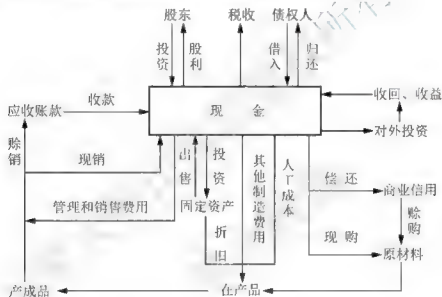 股东 税收 债权人
投资 股利 借入 归还
应收账款 收款 现金 收回、收益
对外投资
赊销 现销 出售 投资 其他制造费用 人工成本 偿还 商业信用
管理和销售费用 固定资产 赊购
折旧 现购 原材料
产成品 在产品